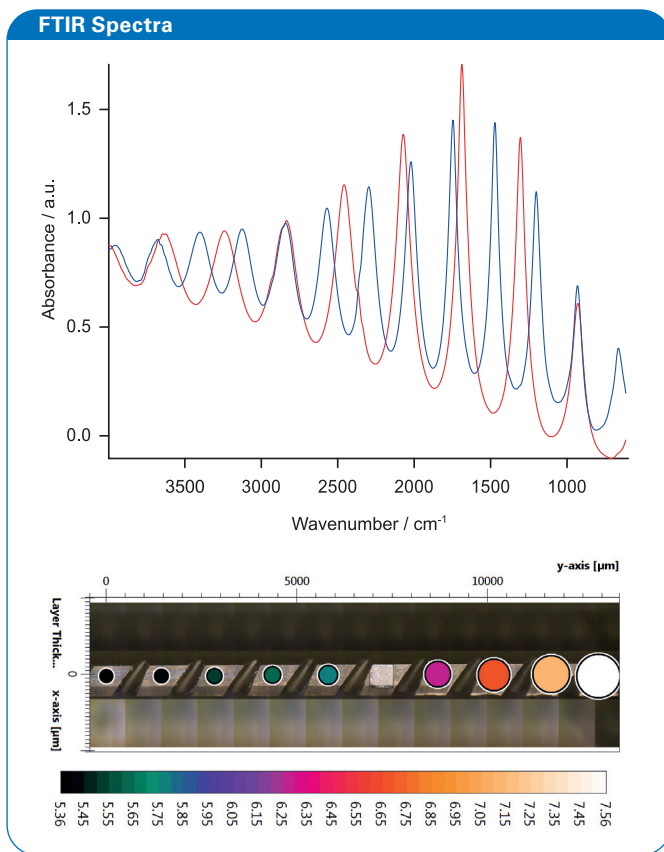 FTIR Spectra
Absorbance / a.u.
1.5
1.0
0.5
0.0
3500 3000 2500 2000 1500 1000
Wavenumber / cm⁻¹
y-axis [µm]
0 5000 10000
Layer Thick...
0
x-axis [µm]
5.36 5.45 5.55 5.65 5.75 5.85 5.95 6.05 6.15 6.25 6.35 6.45 6.55 6.65 6.75 6.85 6.95 7.05 7.15 7.25 7.35 7.45 7.56